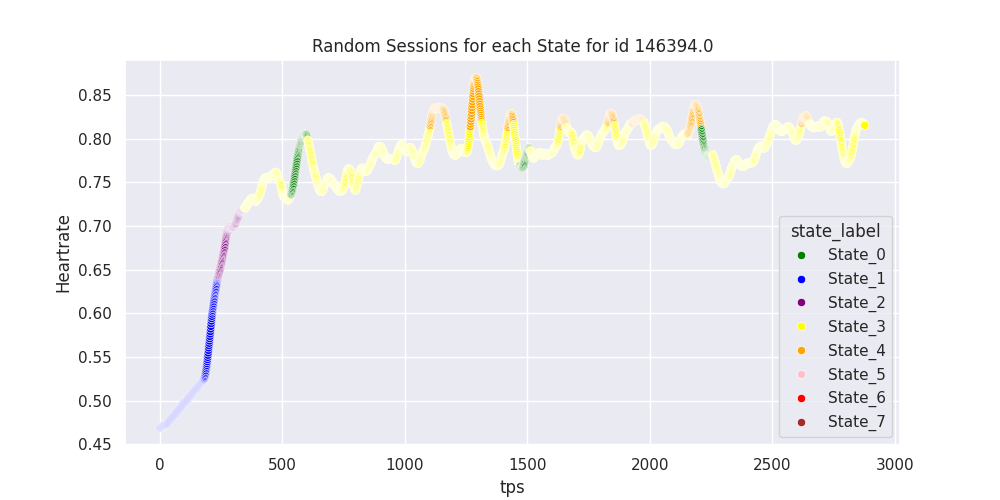 Random Sessions for each State for id 146394.0
Heartrate
0.85
0.80
0.75
0.70
0.65
0.60
0.55
0.50
0.45
state_label
State_0
State_1
State_2
State_3
State_4
State_5
State_6
State_7
0 500 1000 1500 2000 2500 3000
tps